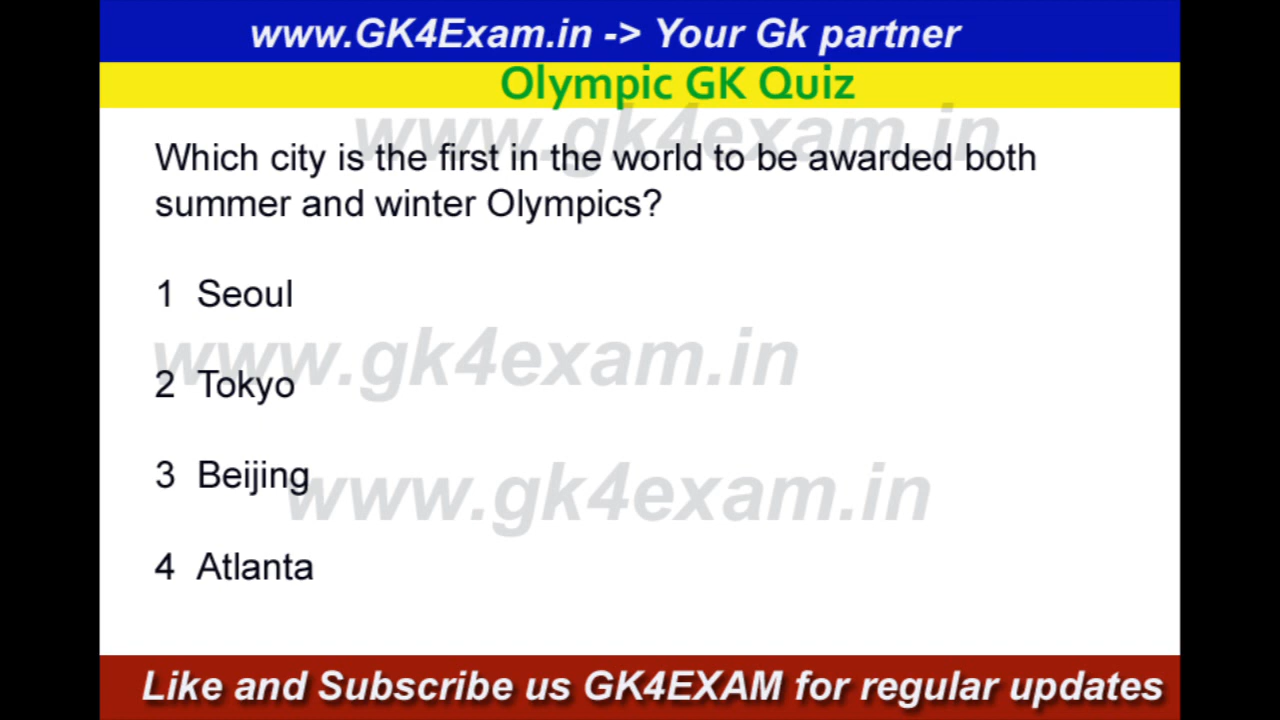 www.GK4Exam.in -> Your Gk partner
Olympic GK Quiz
www.gk4exam.in
Which city is the first in the world to be awarded both
summer and winter Olympics?
1 Seoul
www.gk4exam.in
2 Tokyo
3 Beijing
www.gk4exam.in
4 Atlanta
Like and Subscribe us GK4EXAM for regular updates